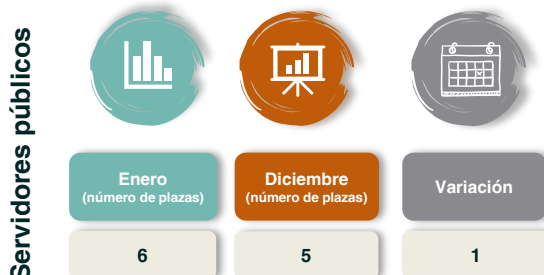 Servidores públicos
Enero
(número de plazas)
Diciembre
(número de plazas)
Variación
6
5
1